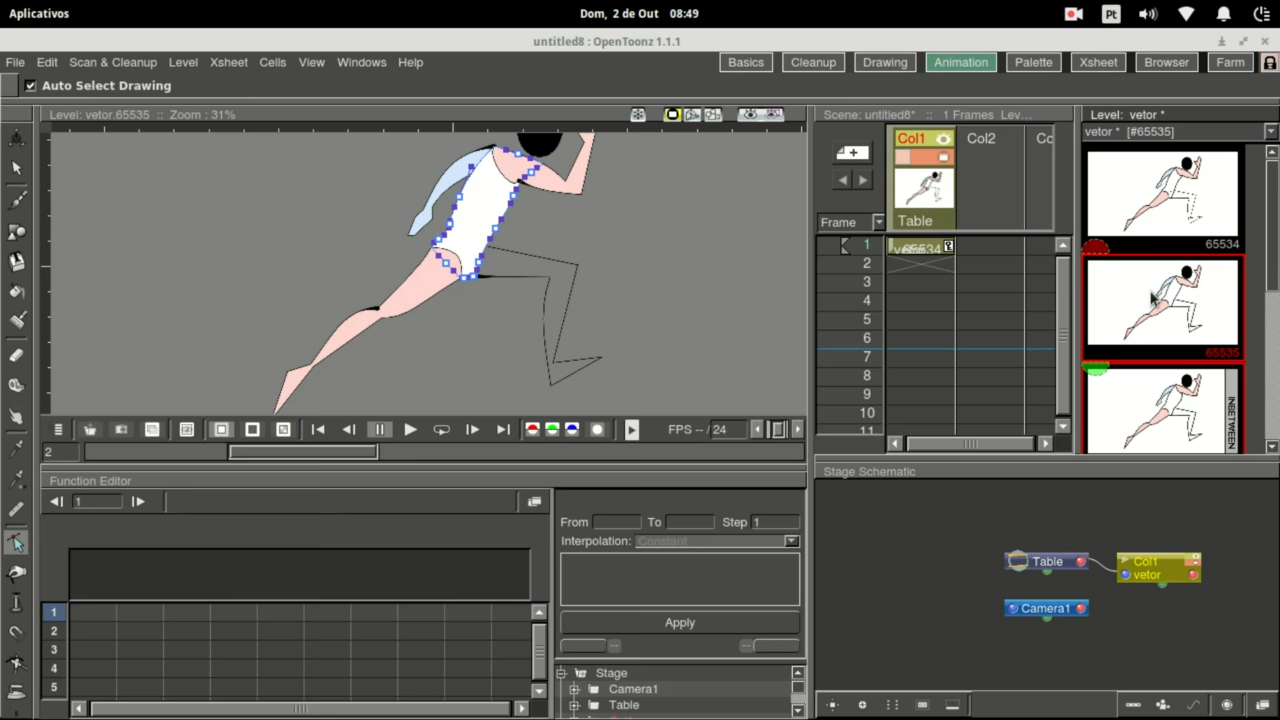 Aplicativos
Dom, 2 de Out 08:49
Pt
untitled8 : OpenToonz 1.1.1
File Edit Scan & Cleanup Level Xsheet Cells View Windows Help
Basics Cleanup Drawing Animation Palette Xsheet Browser Farm
Auto Select Drawing
Level: vetor.65535 :: Zoom : 31%
Scene: untitled8* :: 1 Frames Lev...
Level: vetor *
vetor * [#65535]
Col1 Col2 Co
Table
Frame
65534
65535
INBETWEEN
1
2
3
4
5
6
7
8
9
10
11
FPS -- / 24
2
Function Editor
1
From To Step 1
Interpolation: Constant
Apply
1
2
3
4
5
Stage
Camera1
Table
Stage Schematic
Table
Col1
vetor
Camera1